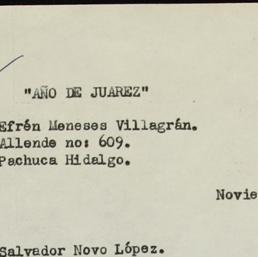 "AÑO DE JUAREZ"
Efrén Meneses Villagrán.
Allende no: 609.
Pachuca Hidalgo.
Novie
Salvador Novo López.